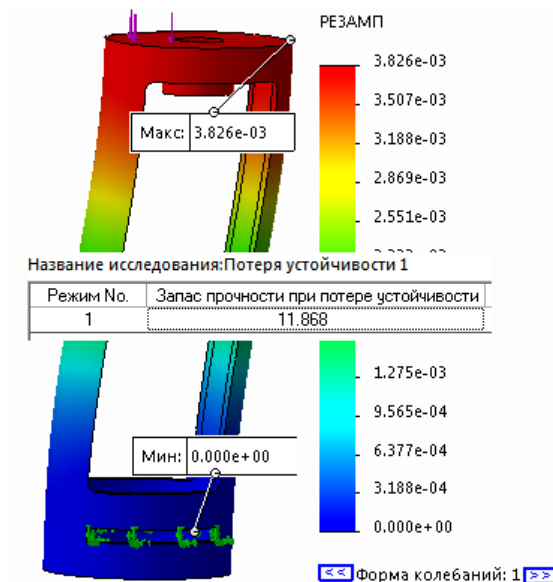 РЕЗАМП
3.826e-03
3.507e-03
3.188e-03
2.869e-03
2.551e-03
Макс: 3.826e-03
Название исследования:Потеря устойчивости 1
Режим No. Запас прочности при потере устойчивости
1 11.868
1.275e-03
9.565e-04
6.377e-04
3.188e-04
0.000e+00
Мин: 0.000e+00
<< Форма колебаний: 1 >>